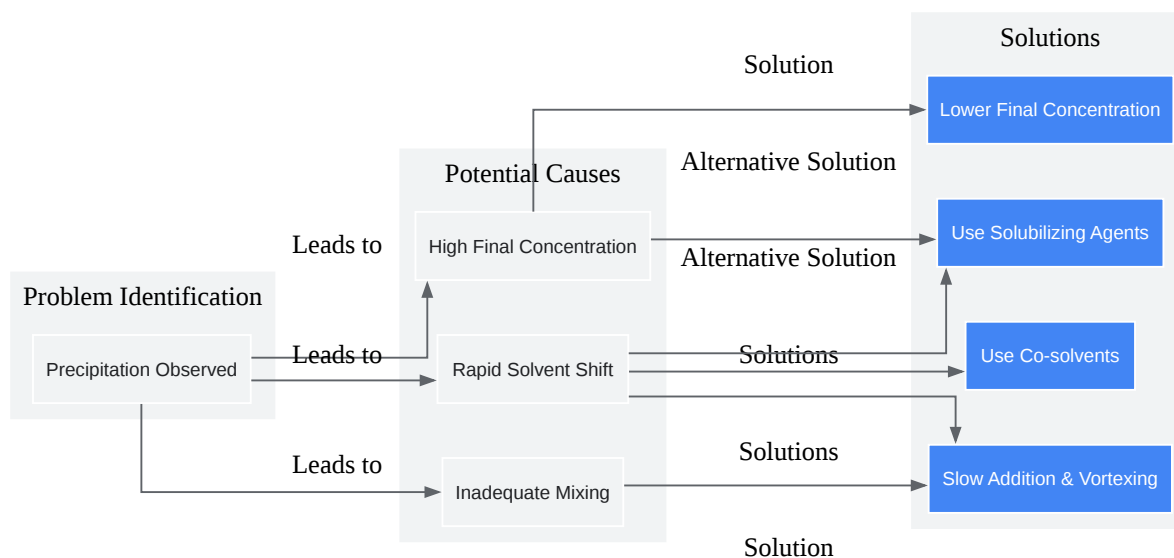 Problem Identification
Precipitation Observed
Leads to
Leads to
Leads to
Potential Causes
High Final Concentration
Rapid Solvent Shift
Inadequate Mixing
Solution
Alternative Solution
Alternative Solution
Solutions
Solutions
Solution
Solutions
Lower Final Concentration
Use Solubilizing Agents
Use Co-solvents
Slow Addition & Vortexing